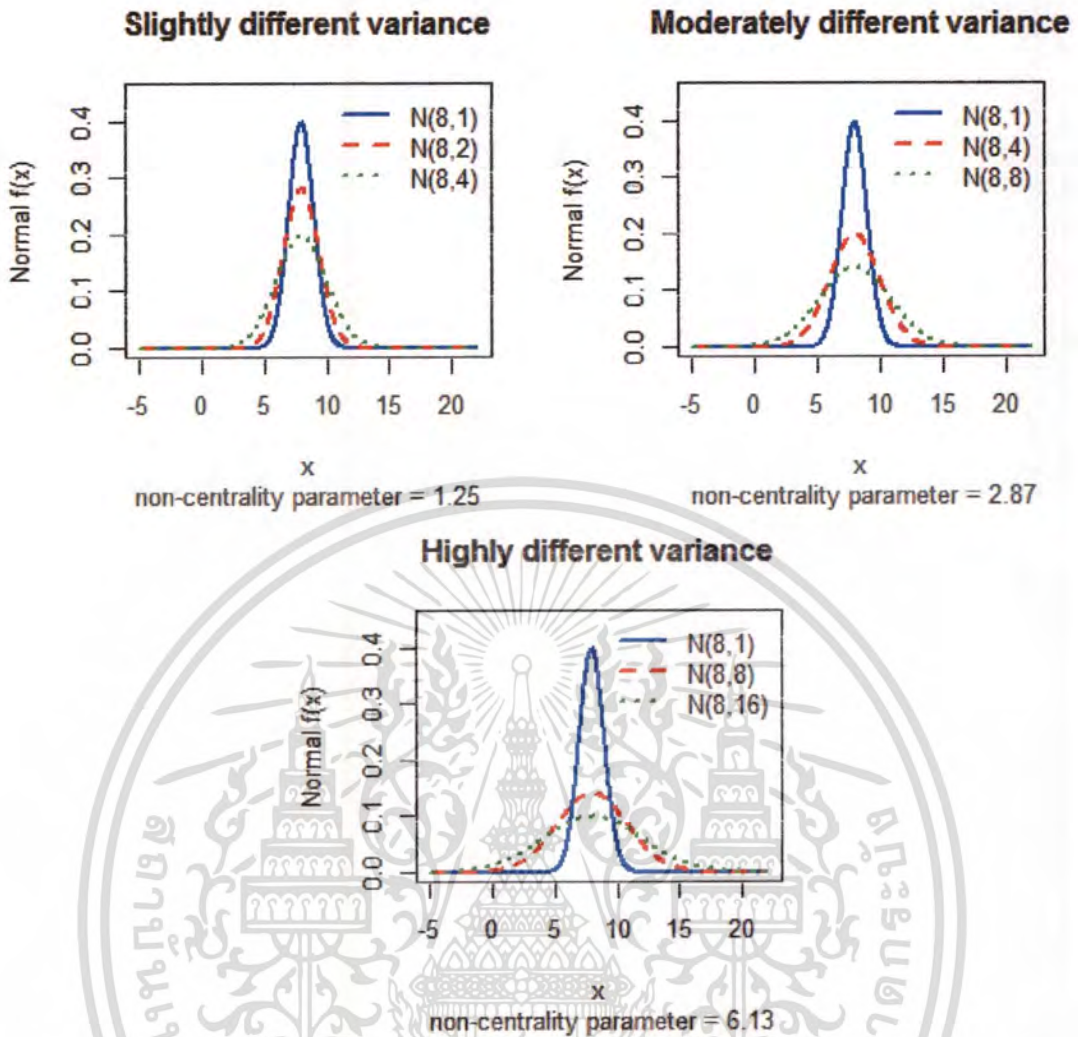 Slightly different variance
Normal f(x)
0.4
0.3
0.2
0.1
0.0
N(8,1)
N(8,2)
N(8,4)
-5 0 5 10 15 20
x
non-centrality parameter = 1.25
Moderately different variance
Normal f(x)
0.4
0.3
0.2
0.1
0.0
N(8,1)
N(8,4)
N(8,8)
-5 0 5 10 15 20
x
non-centrality parameter = 2.87
Highly different variance
Normal f(x)
0.4
0.3
0.2
0.1
0.0
N(8,1)
N(8,8)
N(8,16)
-5 0 5 10 15 20
x
non-centrality parameter = 6.13